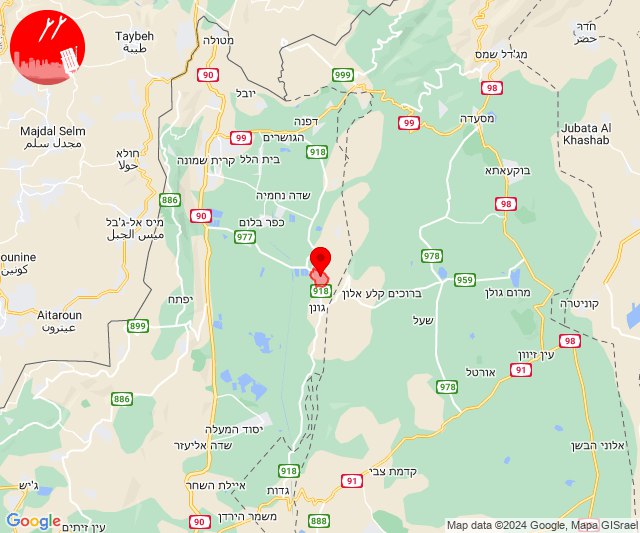 Taybeh
طيبة
מטולה
חדר
خضر
מג'דל שמס
90
999
98
יובל
דפנה
99
הגושרים
99
מסעדה
Majdal Selm
مجدل سلم
Jubata Al
Khashab
חולא
حولا
קרית שמונה
בית הלל
918
בוקעאתא
886
שדה נחמיה
90
98
מיס אל-ג'בל
ميس الجبل
כפר בלום
977
ounine
كونين
978
959
918
ברוכים קלע אלון
מרום גולן
קוניטרה
יפתח
גונן
Aitaroun
عيترون
899
שעל
98
עין זיוון
91
אורטל
978
886
יסוד המעלה
שדה אליעזר
אלוני הבשן
918
קדמת צבי
91
ג'יש
איילת השחר
גדות
Google
עין זיתים
90
משמר הירדן
888
Map data ©2024 Google, Mapa GISrael